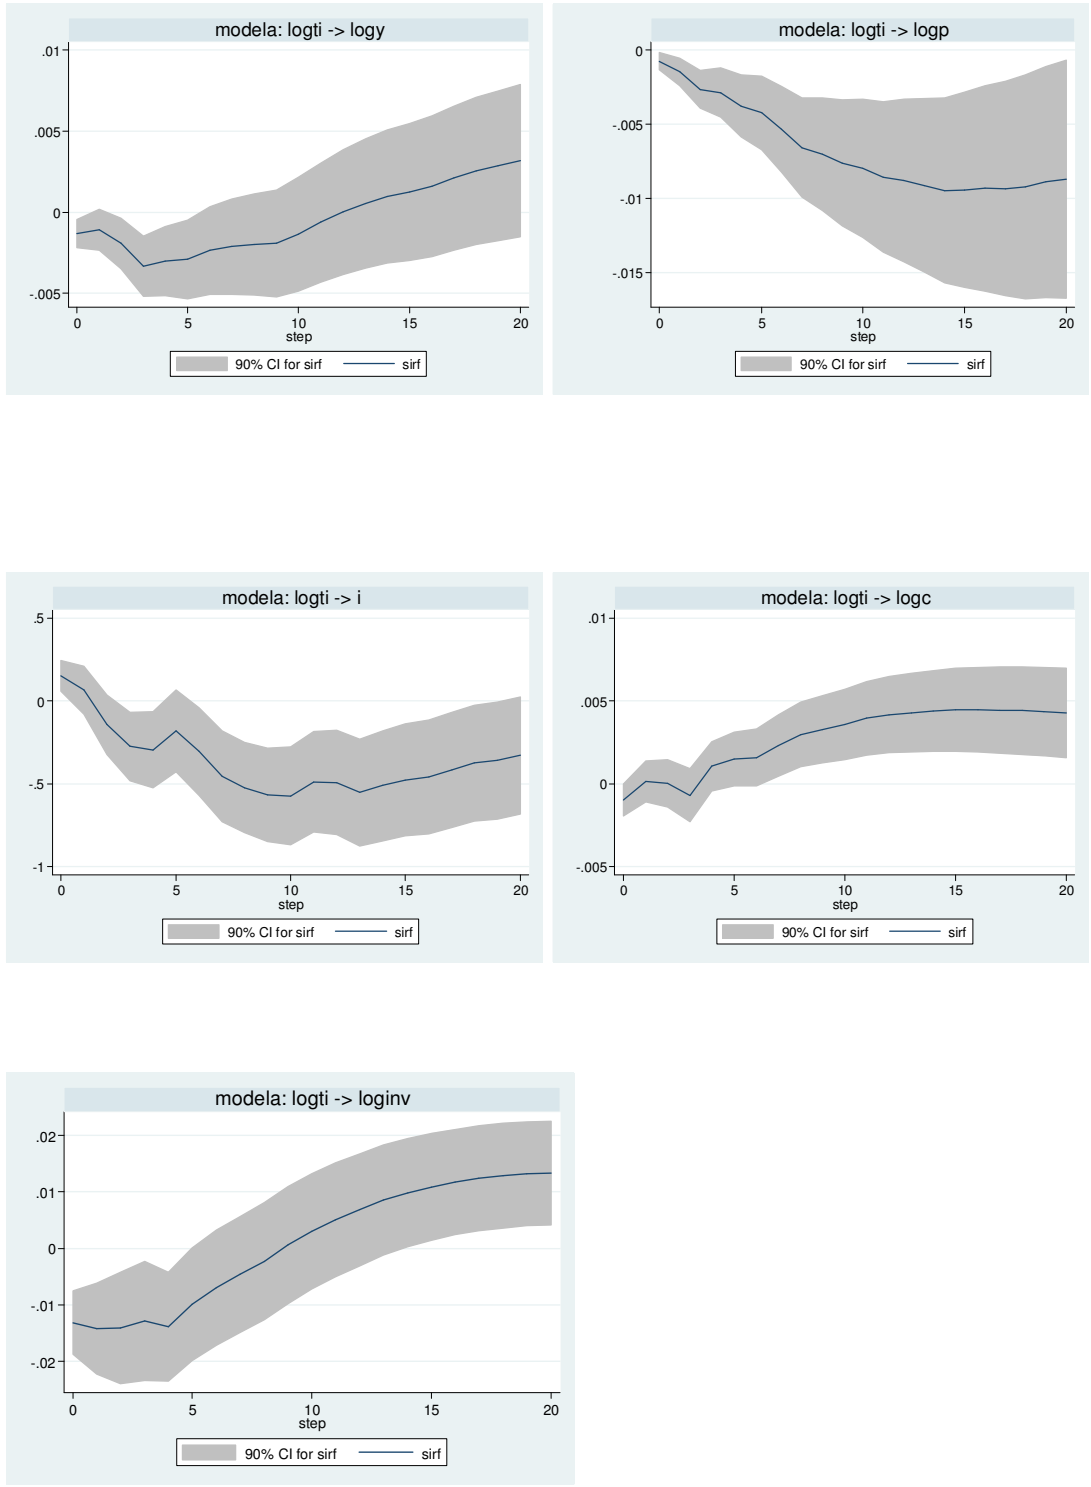 modela: logti -> logy
.01
.005
0
-.005
0 5 10 15 20
step
90% CI for sirf sirf
modela: logti -> logp
0
-.005
-.01
-.015
0 5 10 15 20
step
90% CI for sirf sirf
modela: logti -> i
.5
0
-.5
-1
0 5 10 15 20
step
90% CI for sirf sirf
modela: logti -> logc
.01
.005
0
-.005
0 5 10 15 20
step
90% CI for sirf sirf
modela: logti -> loginv
.02
.01
0
-.01
-.02
0 5 10 15 20
step
90% CI for sirf sirf